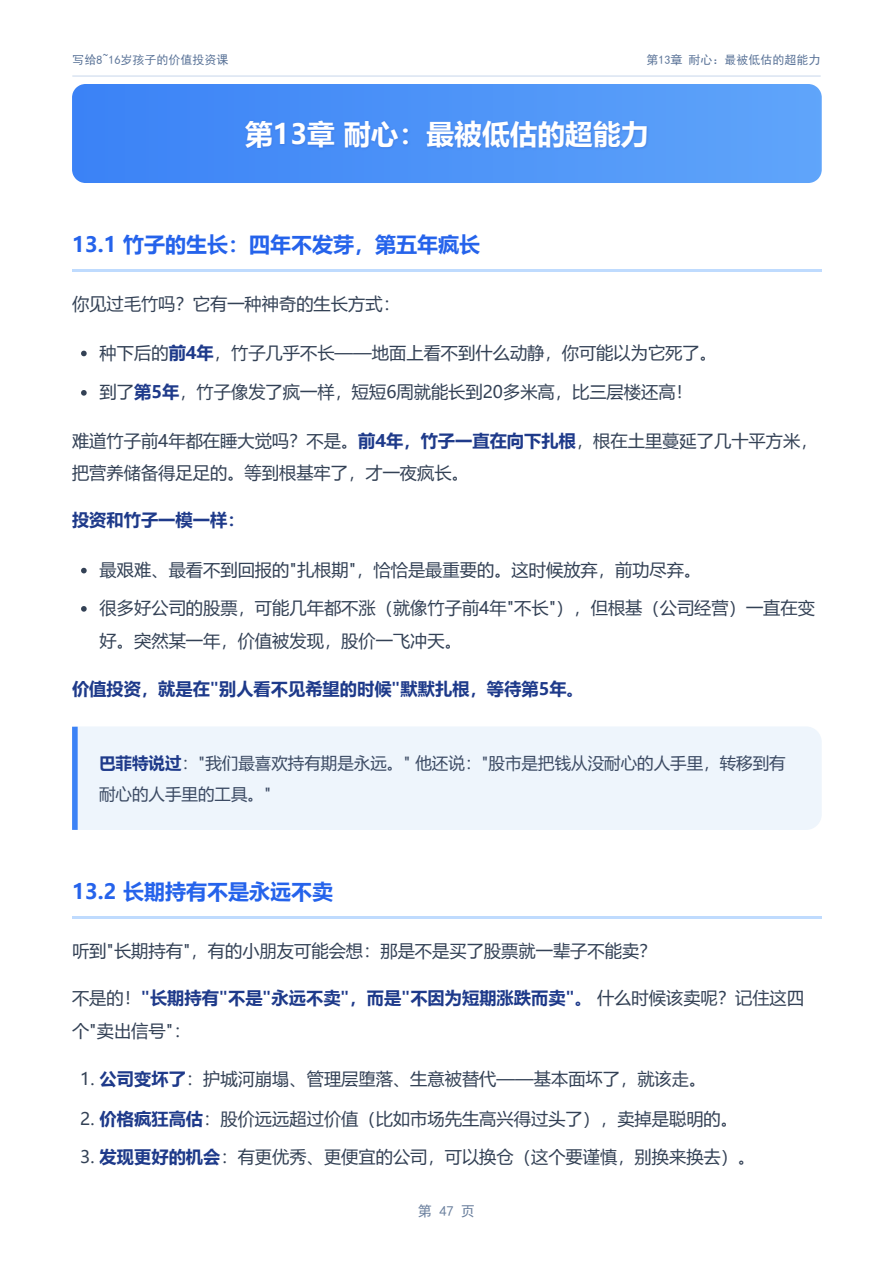 写给8~16岁孩子的价值投资课
第13章 耐心：最被低估的超能力
第13章 耐心：最被低估的超能力
13.1 竹子的生长：四年不发芽，第五年疯长
你见过毛竹吗？它有一种神奇的生长方式：
• 种下后的前4年，竹子几乎不长——地面上看不到什么动静，你可能以为它死了。
• 到了第5年，竹子像发了疯一样，短短6周就能长到20多米高，比三层楼还高！
难道竹子前4年都在睡大觉吗？不是。前4年，竹子一直在向下扎根，根在土里蔓延了几十平方米，
把营养储备得足足的。等到根基牢了，才一夜疯长。
投资和竹子一模一样：
• 最艰难、最看不到回报的"扎根期"，恰恰是最重要的。这时候放弃，前功尽弃。
• 很多好公司的股票，可能几年都不涨（就像竹子前4年"不长"），但根基（公司经营）一直在变
好。突然某一年，价值被发现，股价一飞冲天。
价值投资，就是在"别人看不见希望的时候"默默扎根，等待第5年。
巴菲特说过："我们最喜欢持有期是永远。" 他还说："股市是把钱从没耐心的人手里，转移到有
耐心的人手里的工具。"
13.2 长期持有不是永远不卖
听到"长期持有"，有的小朋友可能会想：那是不是买了股票就一辈子不能卖？
不是的！"长期持有"不是"永远不卖"，而是"不因为短期涨跌而卖"。 什么时候该卖呢？记住这四
个"卖出信号"：
1. 公司变坏了：护城河崩塌、管理层堕落、生意被替代——基本面坏了，就该走。
2. 价格疯狂高估：股价远远超过价值（比如市场先生高兴得过头了），卖掉是聪明的。
3. 发现更好的机会：有更优秀、更便宜的公司，可以换仓（这个要谨慎，别换来换去）。
第 47 页